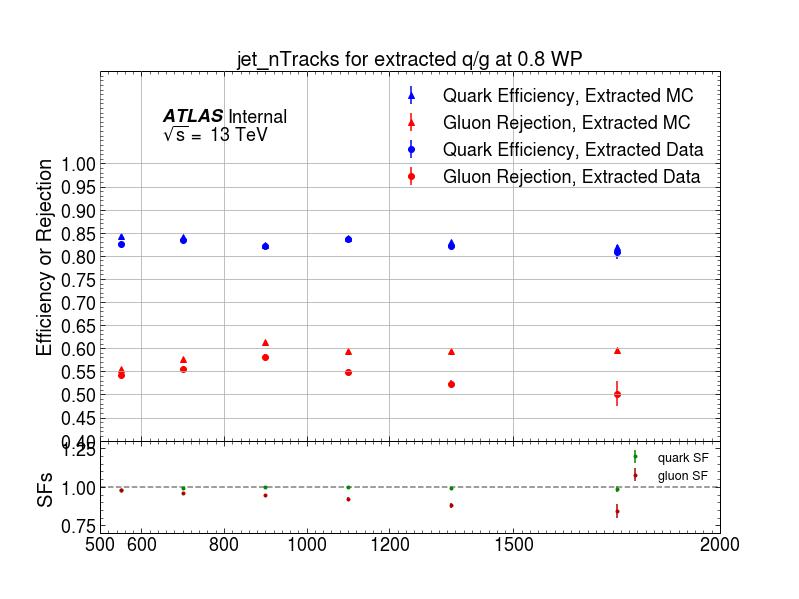 jet_nTracks for extracted q/g at 0.8 WP
ATLAS Internal
√s = 13 TeV
Quark Efficiency, Extracted MC
Gluon Rejection, Extracted MC
Quark Efficiency, Extracted Data
Gluon Rejection, Extracted Data
Efficiency or Rejection
1.00
0.95
0.90
0.85
0.80
0.75
0.70
0.65
0.60
0.55
0.50
0.45
0.40
SFs
1.25
1.00
0.75
quark SF
gluon SF
500 600 800 1000 1200 1500 2000